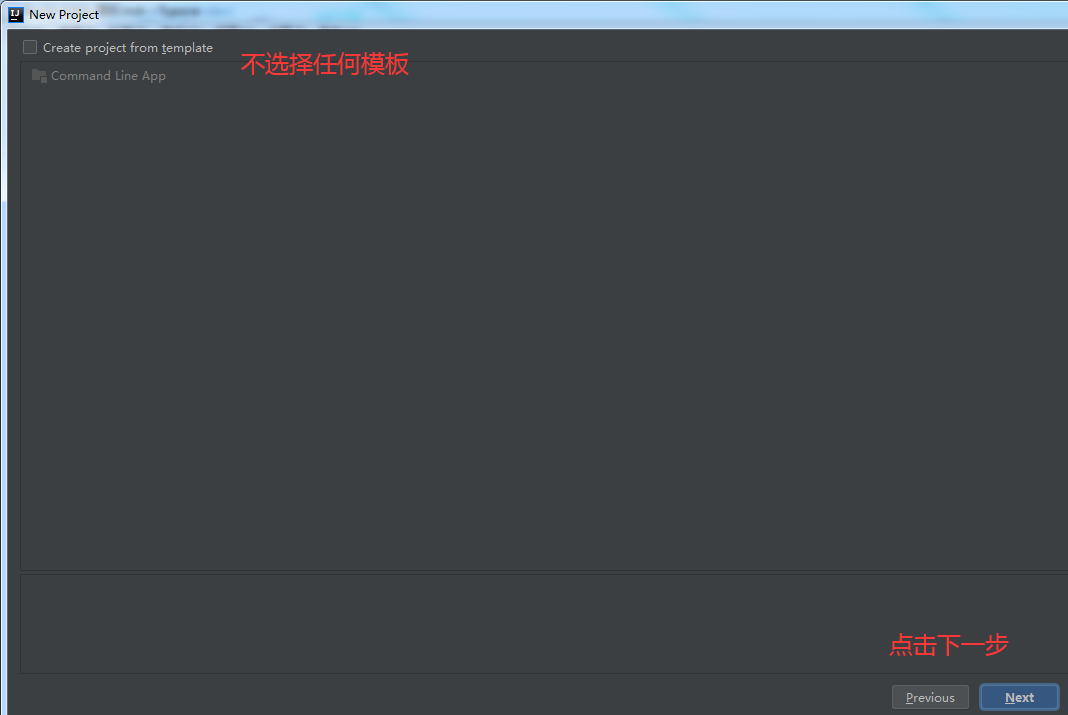 New Project
Create project from template
不选择任何模板
Command Line App
点击下一步
Previous
Next